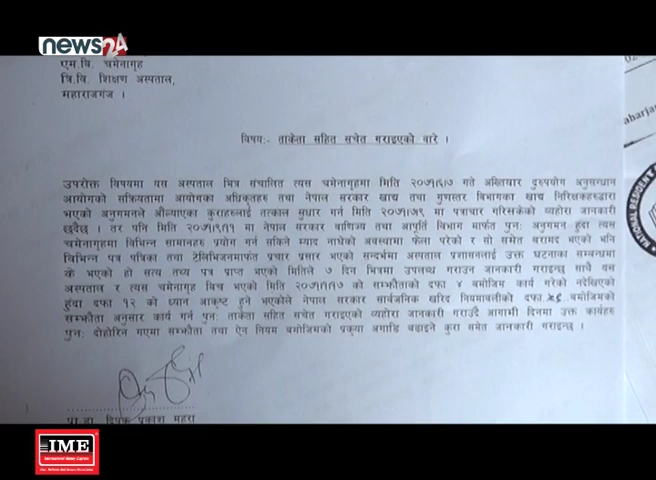 news24
एम.बि. चमेनागृह
त्रि.वि. शिक्षण अस्पताल,
महाराजगंज ।
विषय:- ताकेता सहित सचेत गराइएको बारे ।
उपरोक्त विषयमा यस अस्पताल भित्र संचालित त्यस चमेनागृहमा मिति २०७१।९।७ गते अख्तियार दुरुपयोग अनुसन्धान
आयोगको सक्रियतामा आयोगका अधिकृतहरु तथा नेपाल सरकार खाद्य तथा गुणस्तर विभागका खाद्य निरिक्षकहरुद्वारा
भएको अनुगमनले औंल्याएका कुराहरुलाई तत्काल सुधार गर्न मिति २०७१।९ मा पत्राचार गरिसकेको व्यहोरा जानकारी
छँदैछ । तर पनि मिति २०७१।९।११ मा नेपाल सरकार वाणिज्य तथा आपूर्ति विभाग मार्फत पुन: अनुगमन हुंदा त्यस
चमेनागृहमा विभिन्न सामानहरु प्रयोग गर्न सकिने म्याद नाघेको अवस्थामा फेला परेको र सो समेत बरामद भएको भनि
विभिन्न पत्र पत्रिका तथा टेलिभिजनमार्फत प्रचार प्रसार भएको सन्दर्भमा अस्पताल प्रशासनलाई उक्त घटनाका सम्बन्धमा
के भएको हो सत्य तथ्य पत्र प्राप्त भएको मितिले ७ दिन भित्रमा उपलब्ध गराउन जानकारी गराइन्छ साथै यस
अस्पताल र त्यस चमेनागृह बिच भएको मिति को सम्झौताको दफा ४ बमोजिम कार्य गरेको नदेखिएको
हुंदा दफा १२ को ध्यान आकृष्ट हुने भएकोले नेपाल सरकार सार्वजनिक खरिद नियमावलीको दफा बमोजिमको
सम्झौता अनुसार कार्य गर्न पुन: ताकेता सहित सचेत गराइएको व्यहोरा जानकारी गराउदै आगामी दिनमा उक्त कार्यहरु
पुन: दोहोरिन गएमा सम्झौता तथा ऐन नियम बमोजिमको प्रक्या अगाडि बढाइने कुरा समेत जानकारी गराइन्छ ।
प्रा.डा. दिपक प्रकाश महरा
aharjan
NATIONAL
RESIDENT
IME